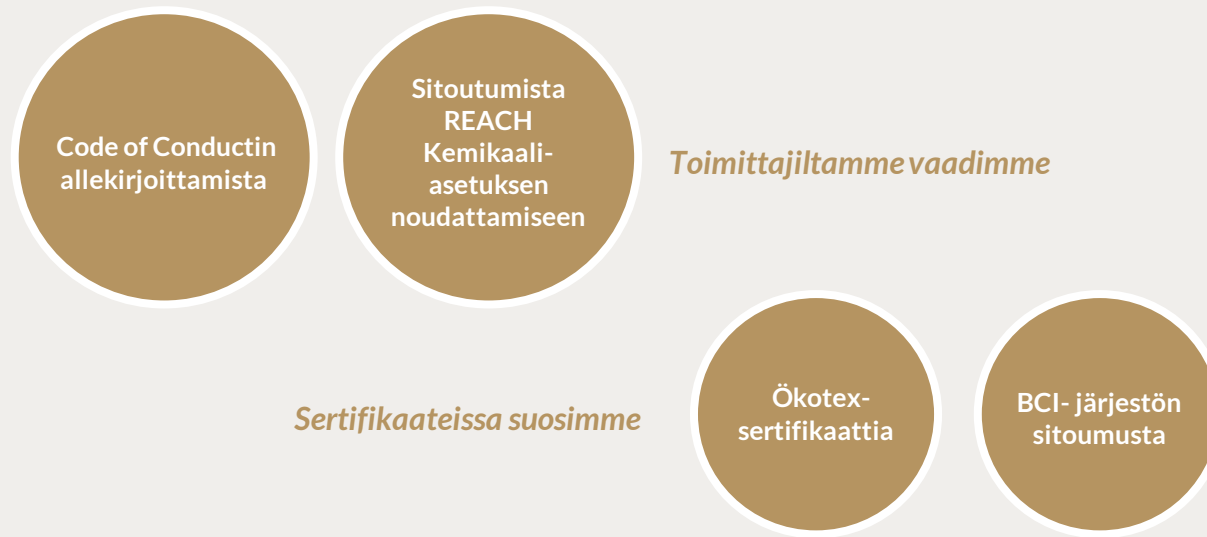 Code of Conductin
allekirjoittamista
Sitoutumista
REACH
Kemikaali-
asetuksen
noudattamiseen
Toimittajiltamme vaadimme
Sertifikaateissa suosimme
Ökotex-
sertifikaattia
BCI- järjestön
sitoumusta